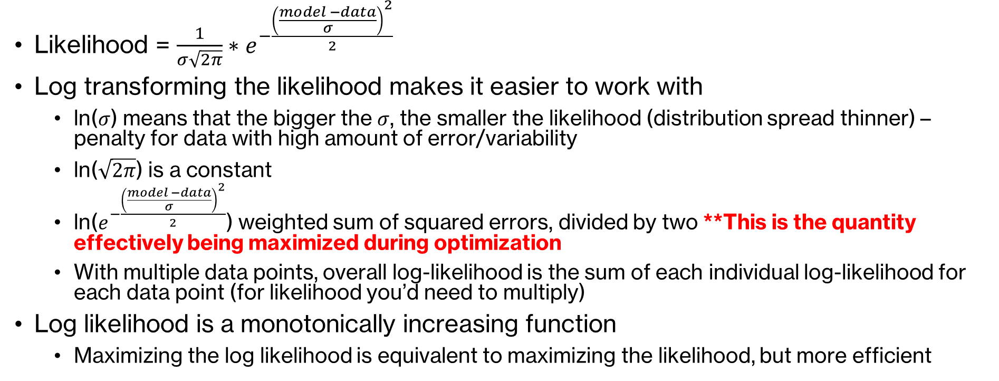 • Likelihood = \frac{1}{\sigma\sqrt{2\pi}} * e^{-\frac{\left(\frac{model - data}{\sigma}\right)^2}{2}}
• Log transforming the likelihood makes it easier to work with
• ln(σ) means that the bigger the σ, the smaller the likelihood (distribution spread thinner) –
penalty for data with high amount of error/variability
• ln(√2π) is a constant
• ln(e^{-\frac{\left(\frac{model - data}{\sigma}\right)^2}{2}}) weighted sum of squared errors, divided by two **This is the quantity
effectively being maximized during optimization
• With multiple data points, overall log-likelihood is the sum of each individual log-likelihood for
each data point (for likelihood you’d need to multiply)
• Log likelihood is a monotonically increasing function
• Maximizing the log likelihood is equivalent to maximizing the likelihood, but more efficient